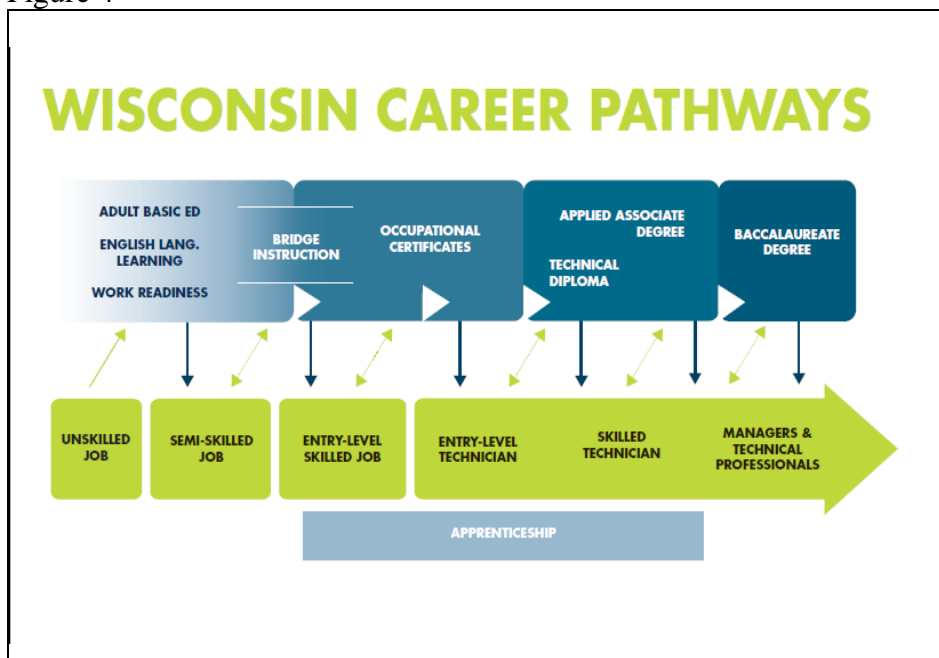 WISCONSIN CAREER PATHWAYS
ADULT BASIC ED
ENGLISH LANG.
LEARNING
WORK READINESS
BRIDGE
INSTRUCTION
OCCUPATIONAL
CERTIFICATES
APPLIED ASSOCIATE
DEGREE
TECHNICAL
DIPLOMA
BACCALAUREATE
DEGREE
UNSKILLED
JOB
SEMI-SKILLED
JOB
ENTRY-LEVEL
SKILLED JOB
ENTRY-LEVEL
TECHNICIAN
SKILLED
TECHNICIAN
MANAGERS &
TECHNICAL
PROFESSIONALS
APPRENTICESHIP